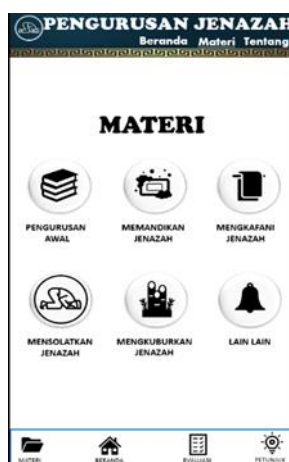 PENGURUSAN JENAZAH
Beranda Materi Tentang
MATERI
PENGURUSAN
AWAL
MEMANDIKAN
JENAZAH
MENGKAFANI
JENAZAH
MENSOLATKAN
JENAZAH
MENGKUBURKAN
JENAZAH
LAIN LAIN
MATERI BERANDA EVALUASI PETUNJUK